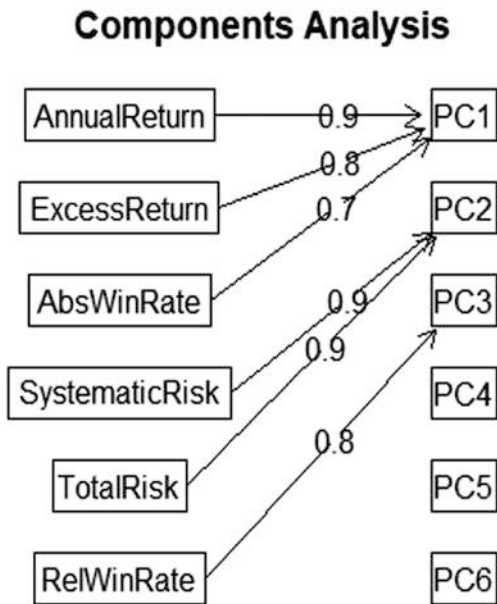 Components Analysis
AnnualReturn 0.9 PC1
0.8
ExcessReturn 0.7 PC2
AbsWinRate 0.9 PC3
0.9
SystematicRisk PC4
0.8
TotalRisk PC5
RelWinRate PC6